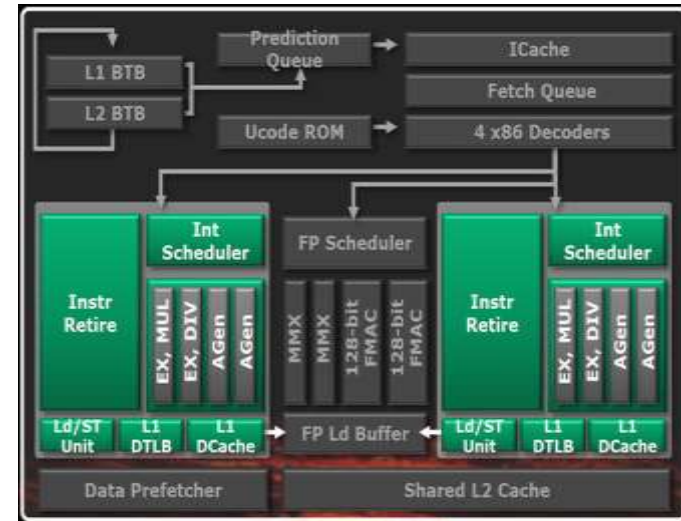 Prediction
Queue
ICache
L1 BTB
Fetch Queue
L2 BTB
Ucode ROM
4 x86 Decoders
Instr
Retire
Int
Scheduler
EX, MUL
EX, DIV
AGen
AGen
Ld/ST
Unit
L1
DTLB
L1
DCache
FP Scheduler
MMX
MMX
128-bit
FMAC
128-bit
FMAC
FP Ld Buffer
Instr
Retire
Int
Scheduler
EX, MUL
EX, DIV
AGen
AGen
Ld/ST
Unit
L1
DTLB
L1
DCache
Data Prefetcher
Shared L2 Cache